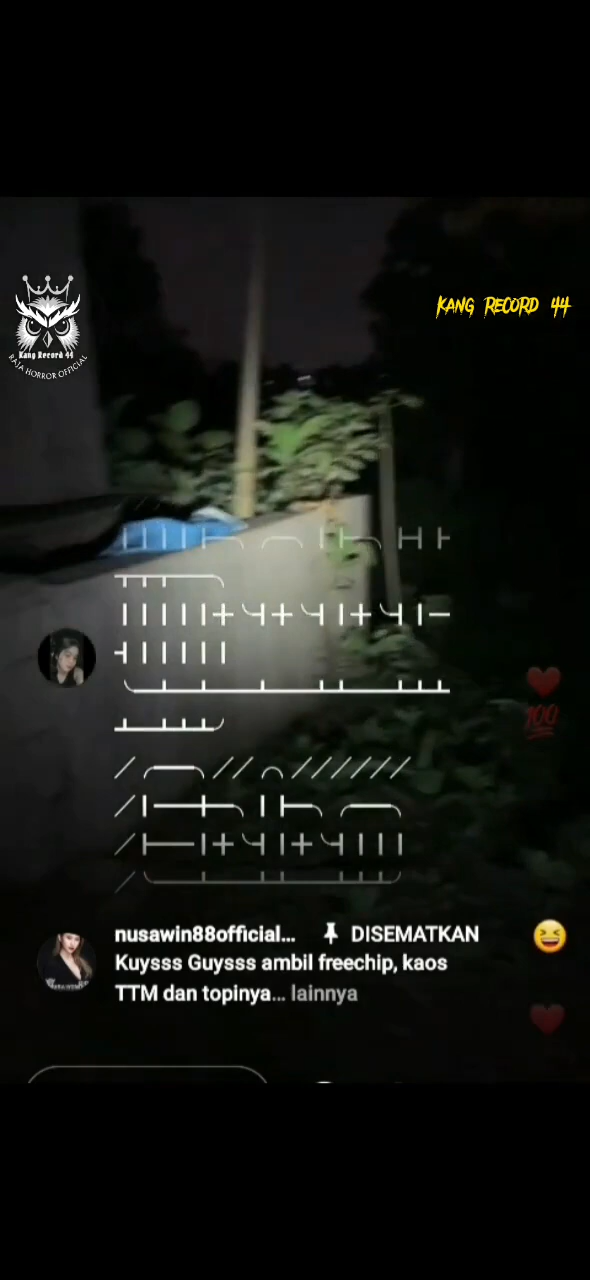 Kang Record 44
RAJA HORROR OFFICIAL
KANG RECORD 44
💯
nusawin88official... DISEMATKAN
Kuysss Guysss ambil freechip, kaos
TTM dan topinya... lainnya